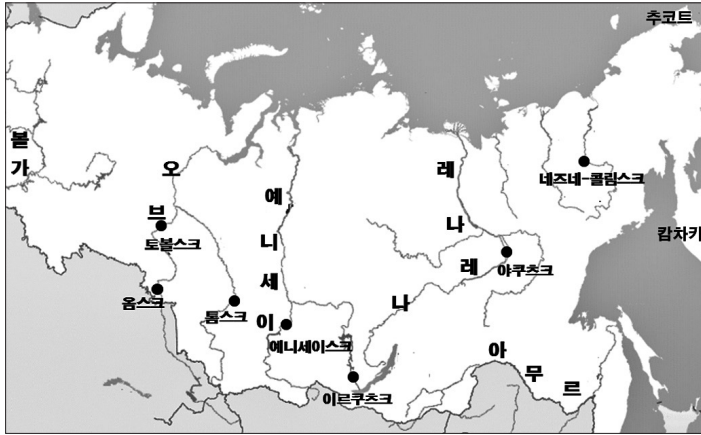 추코트
볼가
오브
예니세이
레나
레나
네즈네-콜림스크
캄차카
토볼스크
야쿠츠크
옴스크
톰스크
예니세이스크
이르쿠츠크
아무르